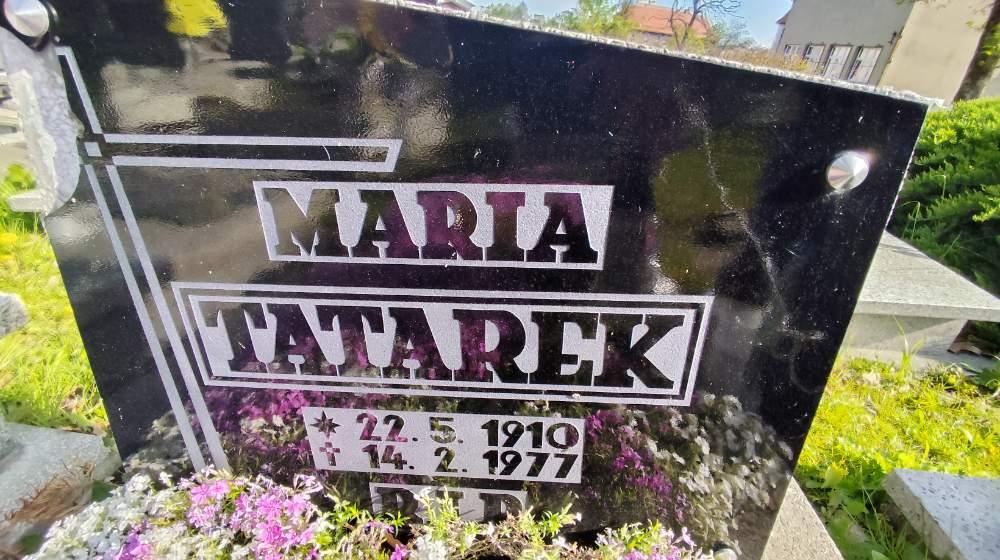 MARIA
TATAREK
* 22. 5. 1910
† 14. 2. 1977